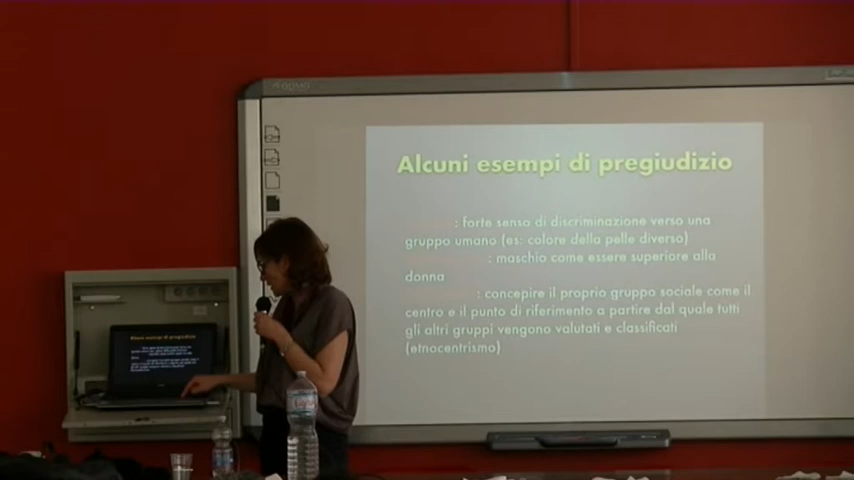 Alcuni esempi di pregiudizio
: forte senso di discriminazione verso una
gruppo umano (es: colore della pelle diverso)
: maschio come essere superiore alla
donna
: concepire il proprio gruppo sociale come il
centro e il punto di riferimento a partire dal quale tutti
gli altri gruppi vengono valutati e classificati
(etnocentrismo)